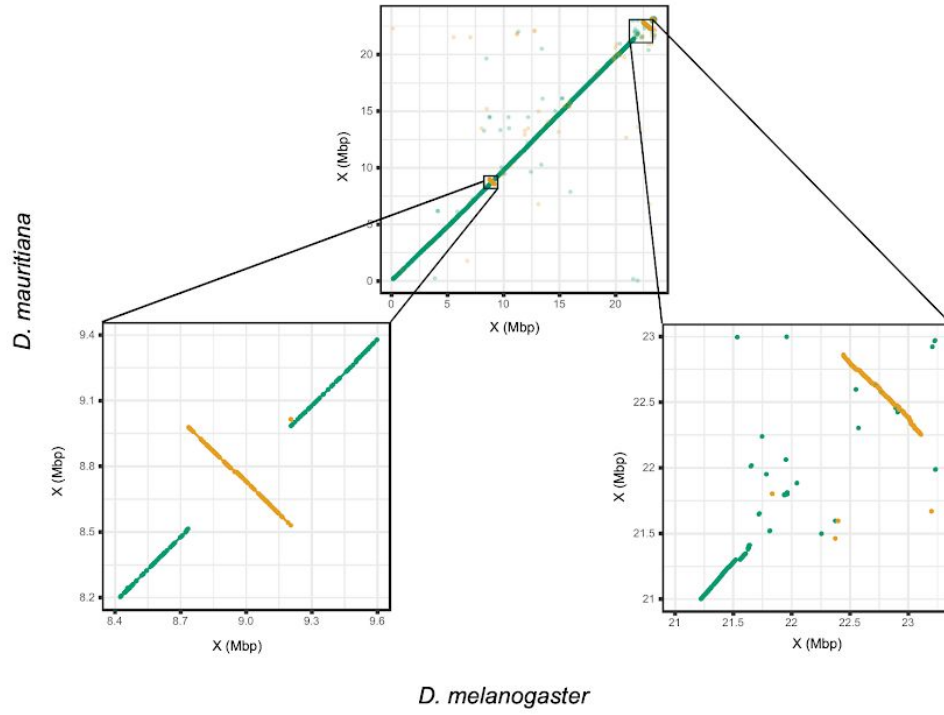 D. mauritiana
X (Mbp)
20
15
10
5
0
0 5 10 15 20
X (Mbp)
X (Mbp)
9.4
9.1
8.8
8.5
8.2
8.4 8.7 9.0 9.3 9.6
X (Mbp)
X (Mbp)
23
22.5
22
21.5
21
21 21.5 22 22.5 23
X (Mbp)
D. melanogaster